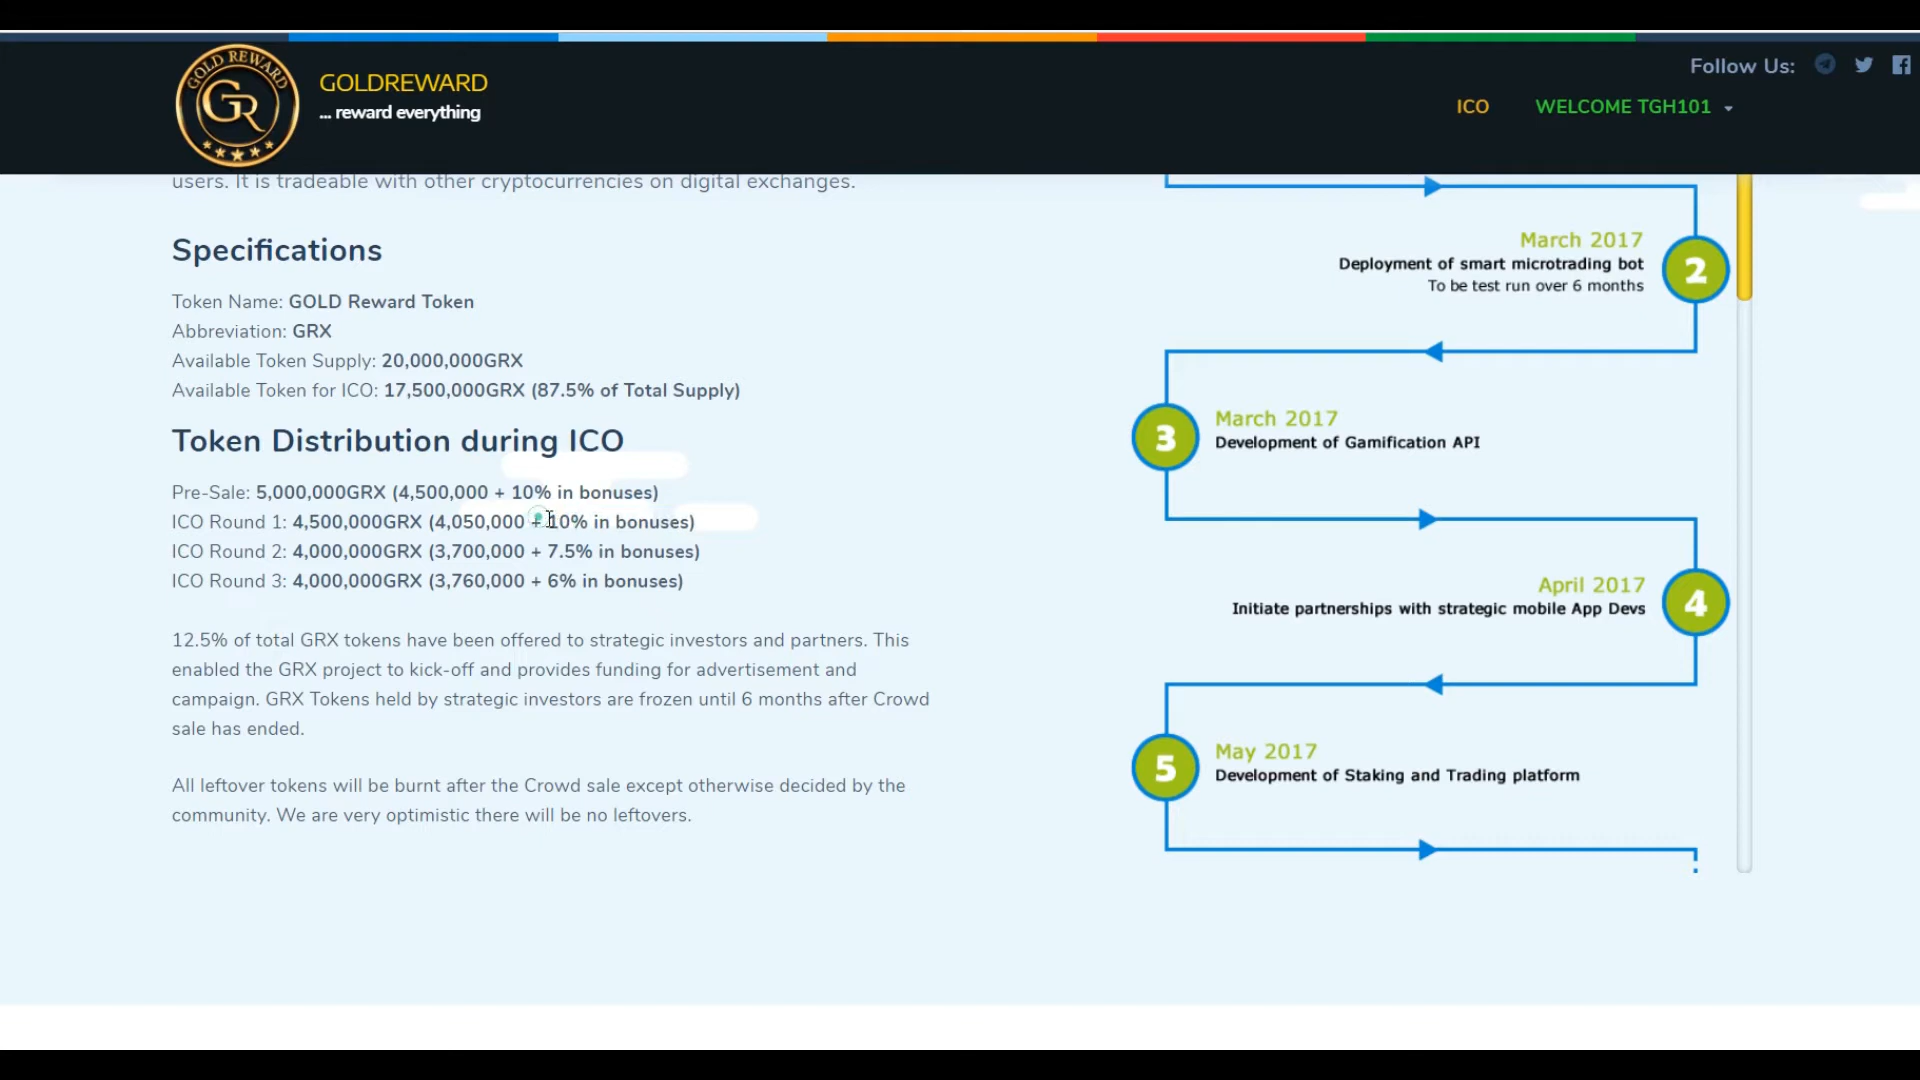 GOLD REWARD
GR
GOLDREWARD
... reward everything
Follow Us:
ICO
WELCOME TGH101
users. It is tradeable with other cryptocurrencies on digital exchanges.
Specifications
Token Name: GOLD Reward Token
Abbreviation: GRX
Available Token Supply: 20,000,000GRX
Available Token for ICO: 17,500,000GRX (87.5% of Total Supply)
Token Distribution during ICO
Pre-Sale: 5,000,000GRX (4,500,000 + 10% in bonuses)
ICO Round 1: 4,500,000GRX (4,050,000 + 10% in bonuses)
ICO Round 2: 4,000,000GRX (3,700,000 + 7.5% in bonuses)
ICO Round 3: 4,000,000GRX (3,760,000 + 6% in bonuses)
12.5% of total GRX tokens have been offered to strategic investors and partners. This
enabled the GRX project to kick-off and provides funding for advertisement and
campaign. GRX Tokens held by strategic investors are frozen until 6 months after Crowd
sale has ended.
All leftover tokens will be burnt after the Crowd sale except otherwise decided by the
community. We are very optimistic there will be no leftovers.
March 2017
Deployment of smart microtrading bot
To be test run over 6 months
2
3
March 2017
Development of Gamification API
April 2017
Initiate partnerships with strategic mobile App Devs
4
5
May 2017
Development of Staking and Trading platform